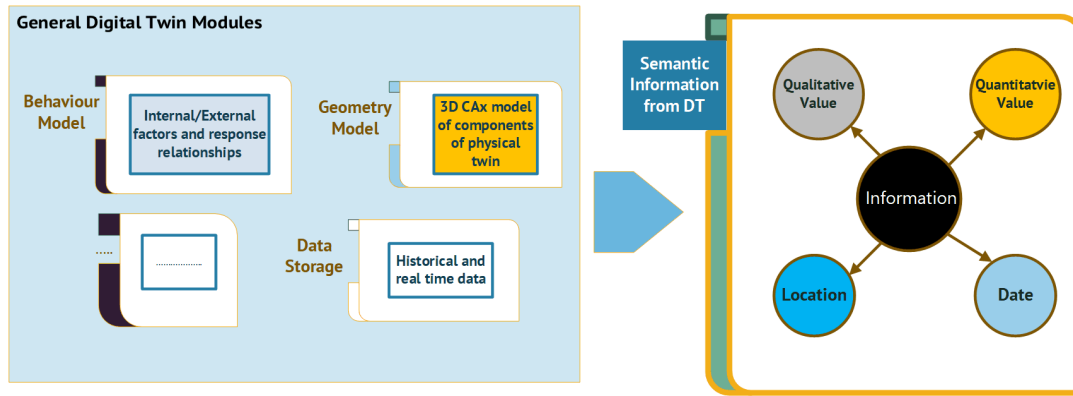 General Digital Twin Modules
Behaviour
Model
Internal/External
factors and response
relationships
Geometry
Model
3D CAx model
of components
of physical
twin
.....
..................
Data
Storage
Historical and
real time data
Semantic
Information
from DT
Qualitative
Value
Quantitatvie
Value
Information
Location
Date